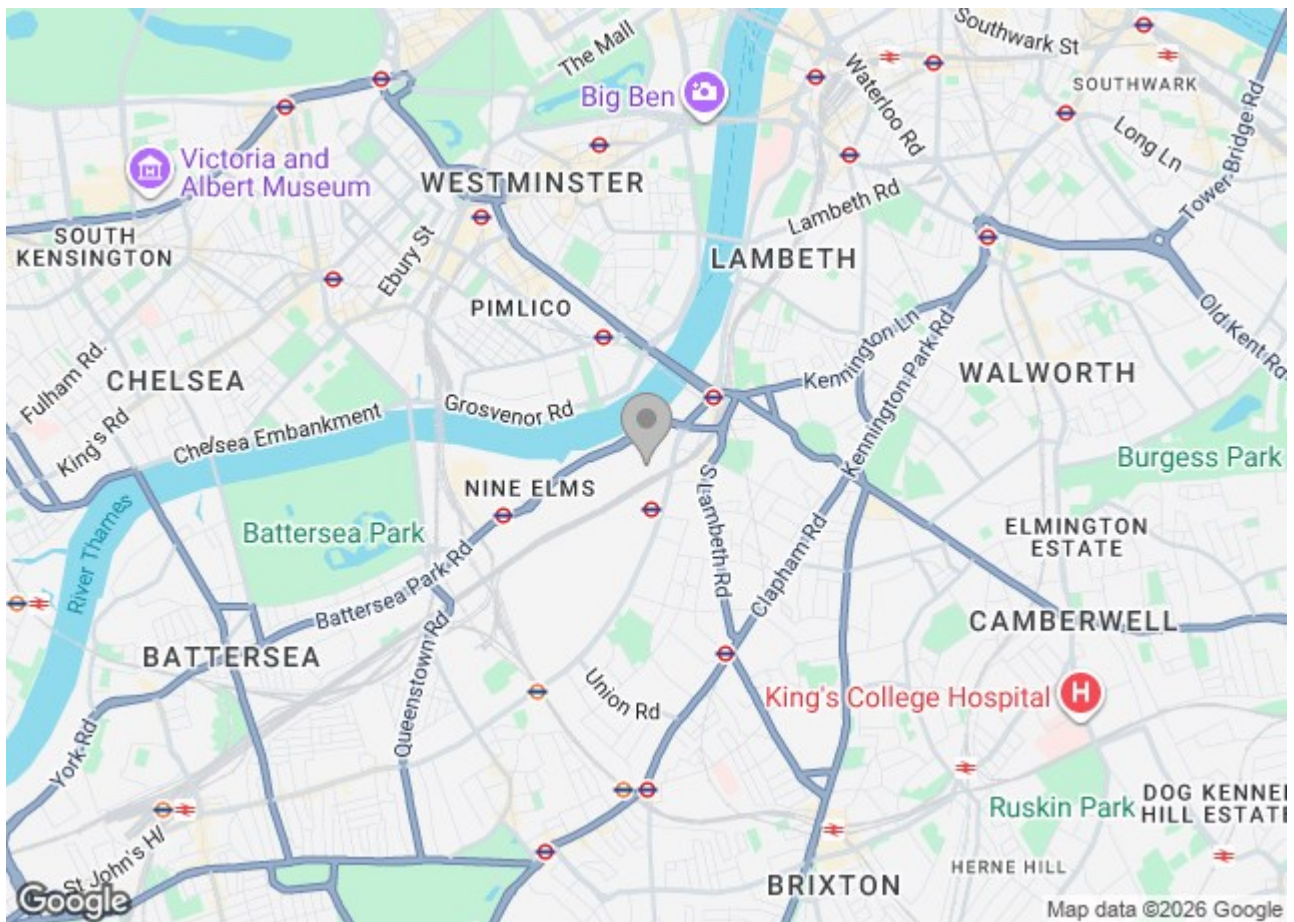 Southwark St
The Mall
Waterloo Rd
SOUTHWARK
Big Ben
Long Ln
Tower Bridge Rd
Victoria and
Albert Museum
WESTMINSTER
Lambeth Rd
SOUTH
KENSINGTON
Ebury St
LAMBETH
PIMLICO
Old Kent Rd
Kennington Ln
Fulham Rd.
CHELSEA
WALWORTH
Kennington Park Rd
King's Rd
Grosvenor Rd
Chelsea Embankment
Burgess Park
NINE ELMS
S Lambeth Rd
Battersea Park
River Thames
Clapham Rd
ELMINGTON
ESTATE
Battersea Park Rd
CAMBERWELL
BATTERSEA
Queenstown Rd
Union Rd
King's College Hospital
H
York Rd
Ruskin Park
DOG KENNEL
HILL ESTATE
St John's Hl
HERNE HILL
BRIXTON
Google
Map data ©2026 Google